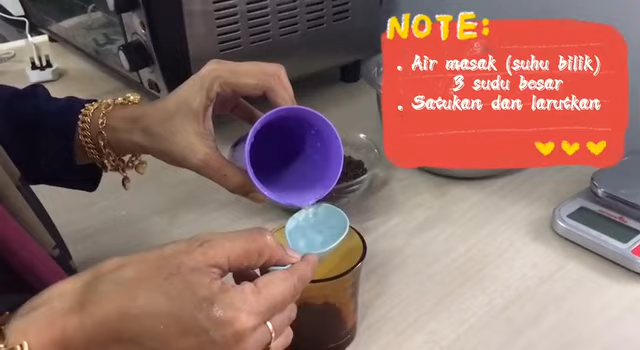 NOTE:
. Air masak (suhu bilik)
3 sudu besar
. Satukan dan larutkan